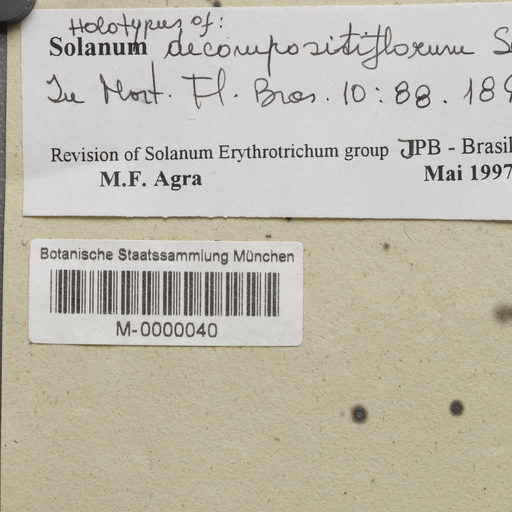 Holotypus of:
Solanum decompositiflorum
In Mart. Fl. Bras. 10: 88. 18
Revision of Solanum Erythrotrichum group JPB - Brasil
M.F. Agra Mai 1997
Botanische Staatssammlung München
M-0000040